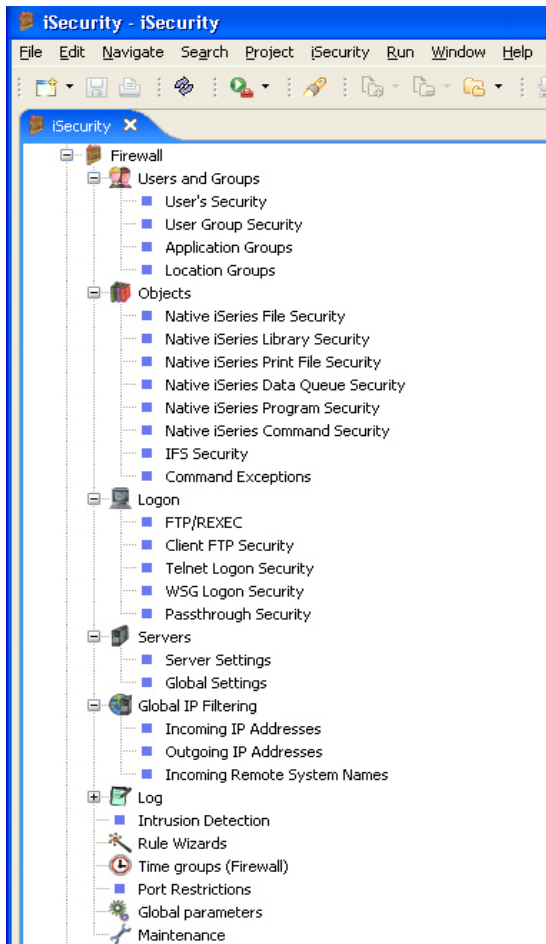 iSecurity - iSecurity
File Edit Navigate Search Project iSecurity Run Window Help
iSecurity
Firewall
Users and Groups
User's Security
User Group Security
Application Groups
Location Groups
Objects
Native iSeries File Security
Native iSeries Library Security
Native iSeries Print File Security
Native iSeries Data Queue Security
Native iSeries Program Security
Native iSeries Command Security
IFS Security
Command Exceptions
Logon
FTP/REXEC
Client FTP Security
Telnet Logon Security
WSG Logon Security
Passthrough Security
Servers
Server Settings
Global Settings
Global IP Filtering
Incoming IP Addresses
Outgoing IP Addresses
Incoming Remote System Names
Log
Intrusion Detection
Rule Wizards
Time groups (Firewall)
Port Restrictions
Global parameters
Maintenance